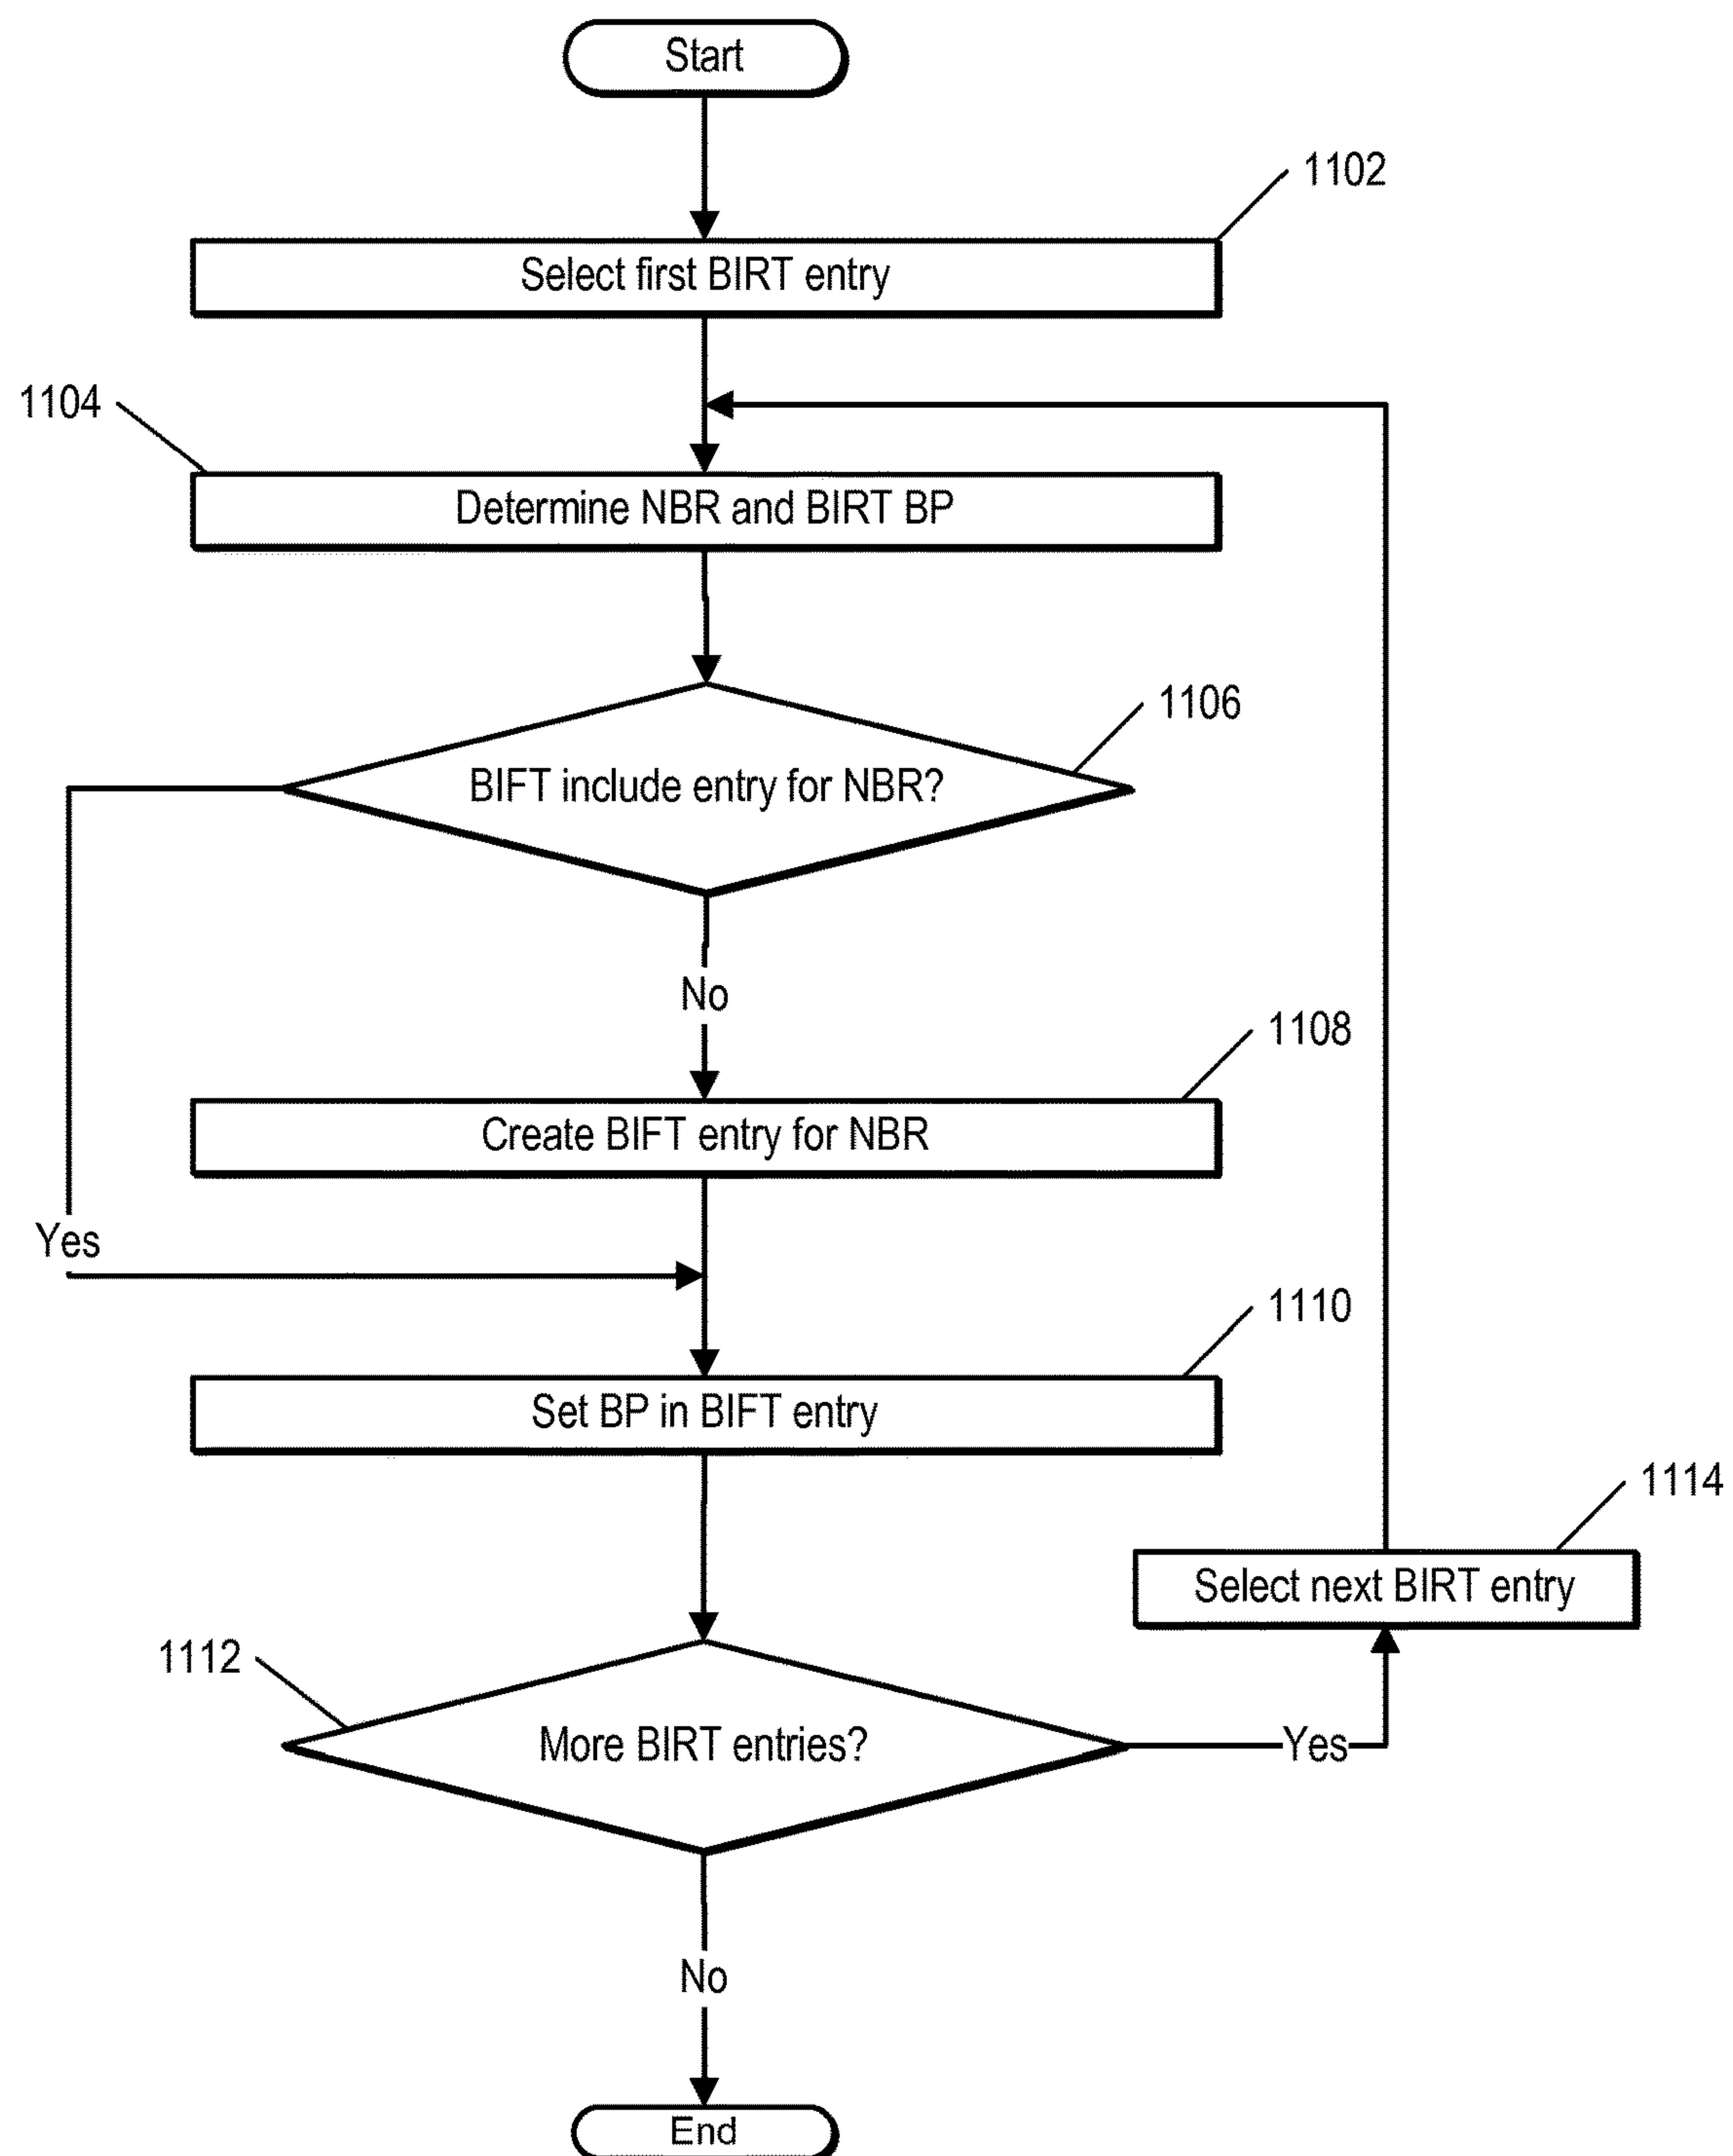 Start
1102
Select first BIRT entry
1104
Determine NBR and BIRT BP
1106
BIFT include entry for NBR?
No
1108
Create BIFT entry for NBR
Yes
1110
Set BP in BIFT entry
1114
Select next BIRT entry
1112
More BIRT entries?
Yes
No
End